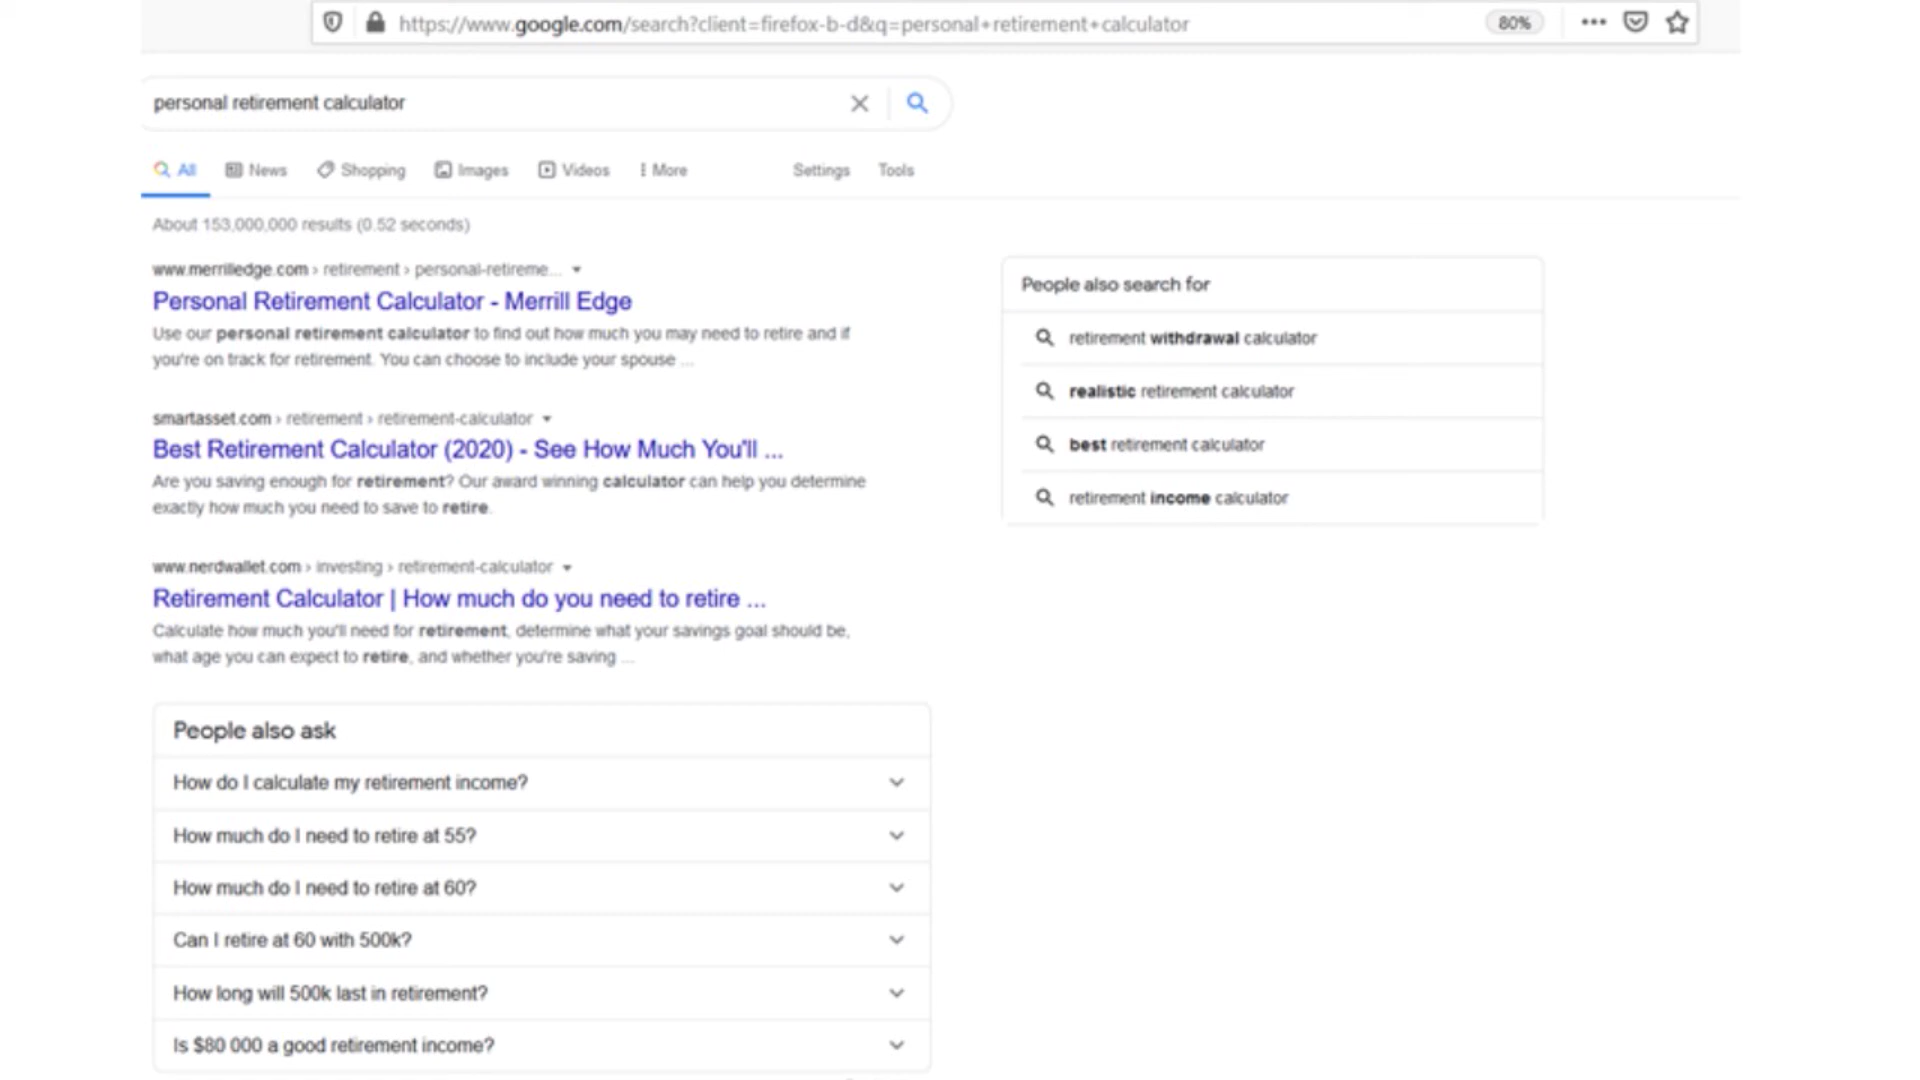 https://www.google.com/search?client=firefox-b-d&q=personal+retirement+calculator
80%
personal retirement calculator
All News Shopping Images Videos More Settings Tools
About 153,000,000 results (0.52 seconds)
www.merrilledge.com › retirement › personal-retireme...
Personal Retirement Calculator - Merrill Edge
Use our personal retirement calculator to find out how much you may need to retire and if
you're on track for retirement. You can choose to include your spouse ...
smartasset.com › retirement › retirement-calculator
Best Retirement Calculator (2020) - See How Much You'll ...
Are you saving enough for retirement? Our award winning calculator can help you determine
exactly how much you need to save to retire.
www.nerdwallet.com › investing › retirement-calculator
Retirement Calculator | How much do you need to retire ...
Calculate how much you'll need for retirement, determine what your savings goal should be,
what age you can expect to retire, and whether you're saving ...
People also ask
How do I calculate my retirement income?
How much do I need to retire at 55?
How much do I need to retire at 60?
Can I retire at 60 with 500k?
How long will 500k last in retirement?
Is $80 000 a good retirement income?
People also search for
retirement withdrawal calculator
realistic retirement calculator
best retirement calculator
retirement income calculator